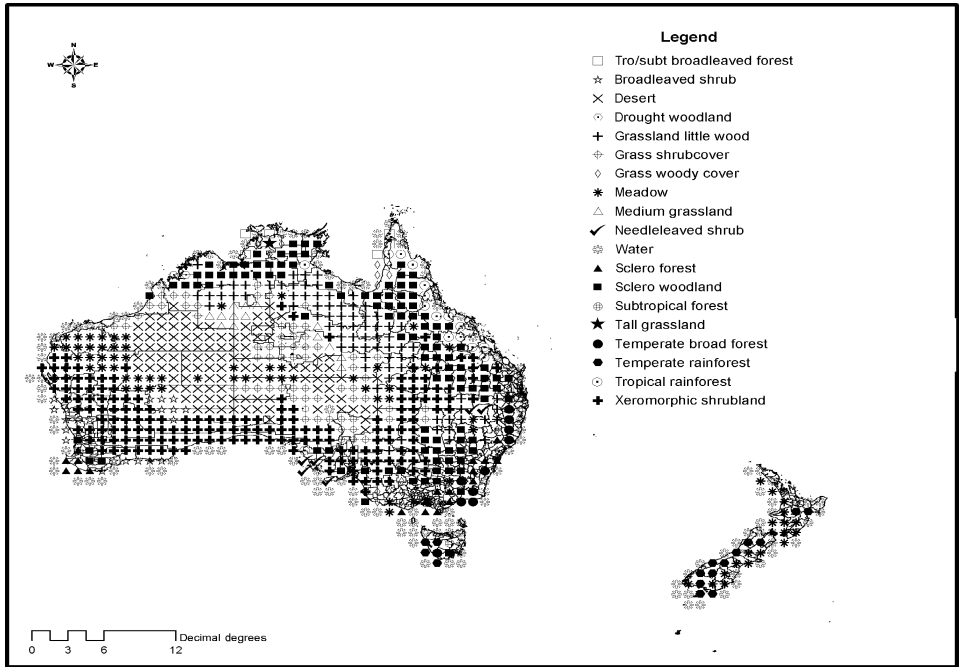 N
W E
S
Legend
Tro/subt broadleaved forest
Broadleaved shrub
Desert
Drought woodland
Grassland little wood
Grass shrubcover
Grass woody cover
Meadow
Medium grassland
Needleleaved shrub
Water
Sclero forest
Sclero woodland
Subtropical forest
Tall grassland
Temperate broad forest
Temperate rainforest
Tropical rainforest
Xeromorphic shrubland
Decimal degrees
0 3 6 12